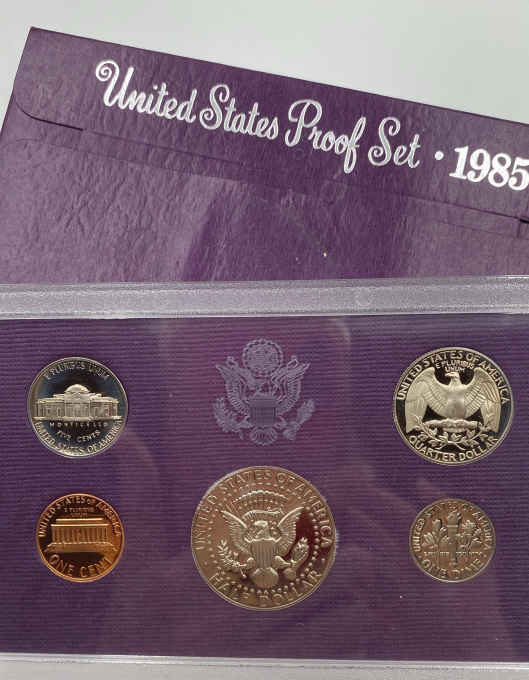 United States Proof Set · 1985
E PLURIBUS UNUM
MONTICELLO
FIVE CENTS
UNITED STATES OF AMERICA
UNITED STATES OF AMERICA
E PLURIBUS
UNUM
QUARTER DOLLAR
UNITED STATES OF AMERICA
E PLURIBUS
UNUM
ONE CENT
UNITED STATES OF AMERICA
HALF DOLLAR
UNITED STATES OF AMERICA
ONE DIME